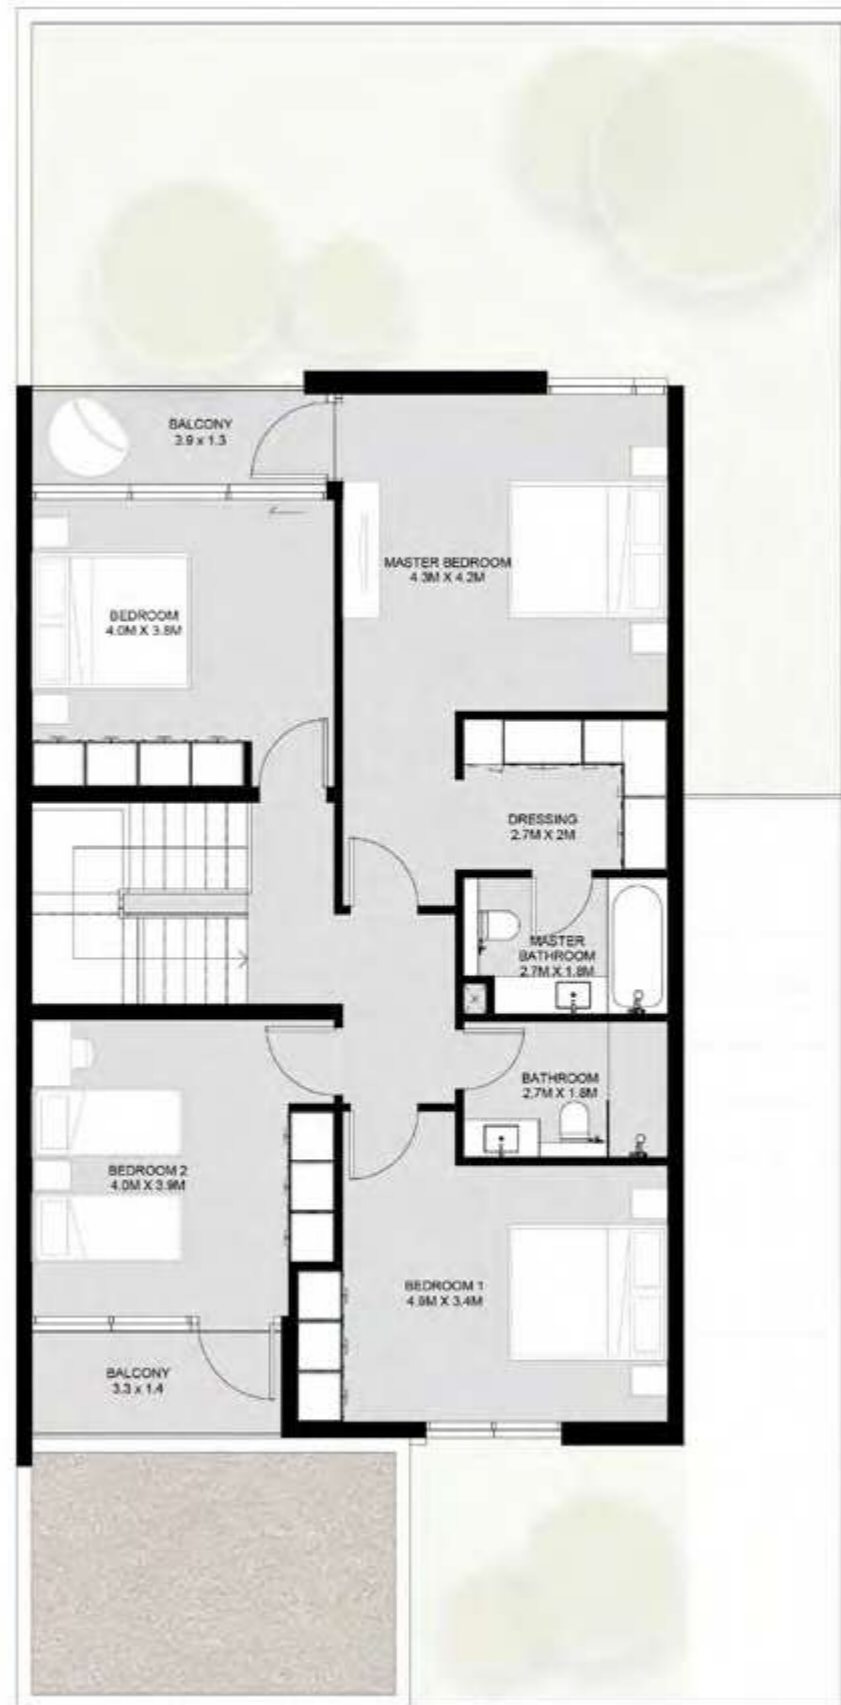 BALCONY
3.9 x 1.3
MASTER BEDROOM
4.3M X 4.2M
BEDROOM
4.0M X 3.8M
DRESSING
2.7M X 2M
MASTER
BATHROOM
2.7M X 1.8M
BATHROOM
2.7M X 1.8M
BEDROOM 2
4.0M X 3.9M
BEDROOM 1
4.9M X 3.4M
BALCONY
3.3 x 1.4